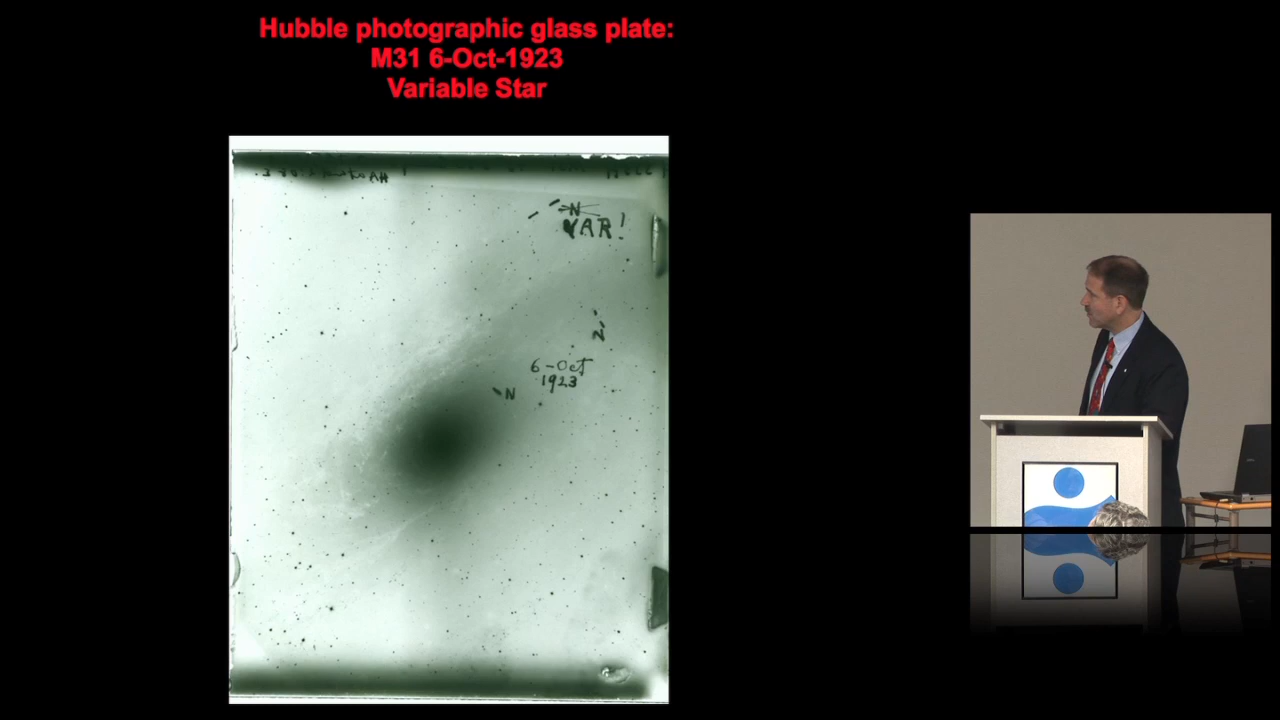 Hubble photographic glass plate:
M31 6-Oct-1923
Variable Star
N
VAR!
N
6-Oct
1923
N